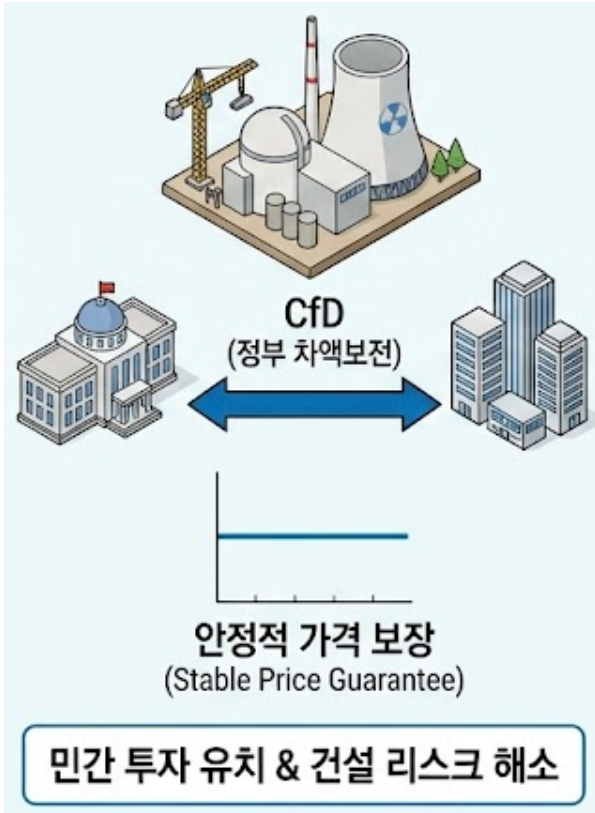 CfD
(정부 차액보전)
안정적 가격 보장
(Stable Price Guarantee)
민간 투자 유치 & 건설 리스크 해소